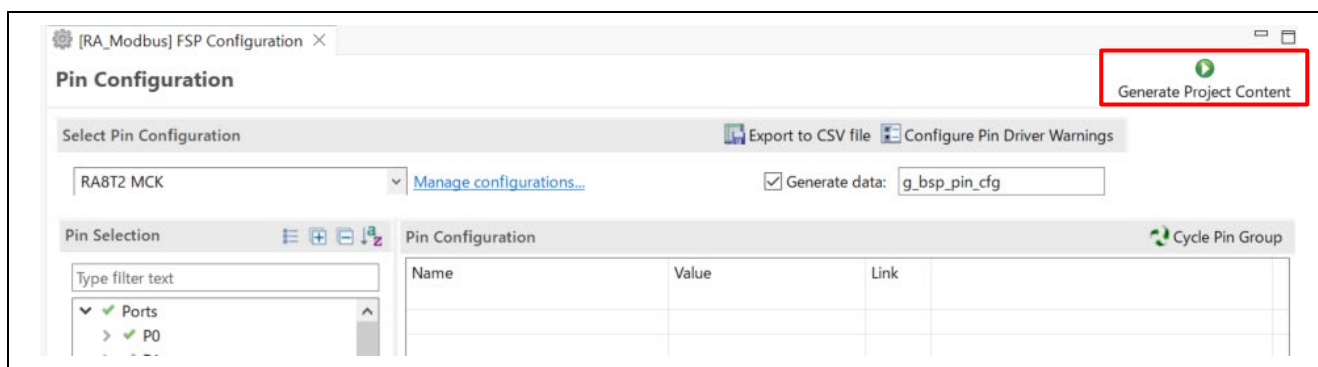 [RA_Modbus] FSP Configuration
Pin Configuration
Generate Project Content
Select Pin Configuration
Export to CSV file
Configure Pin Driver Warnings
RA8T2 MCK
Manage configurations...
Generate data:
g_bsp_pin_cfg
Pin Selection
Pin Configuration
Cycle Pin Group
Type filter text
Name
Value
Link
Ports
P0